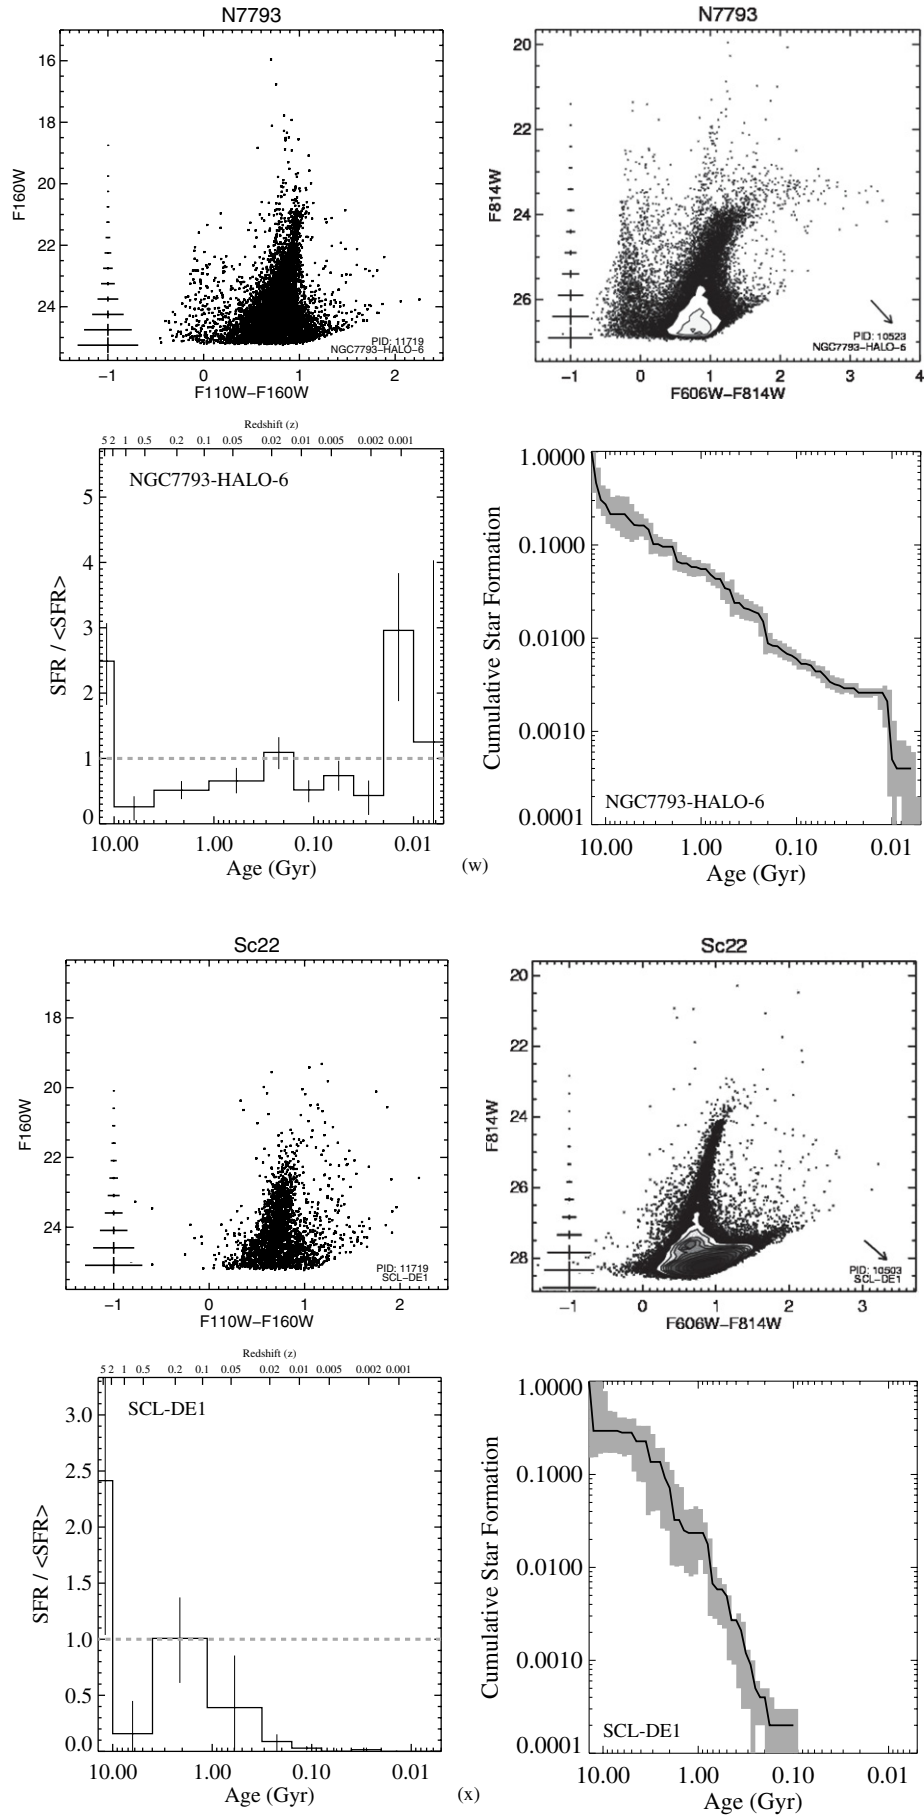 N7793
N7793
16
18
20
22
24
F160W
−1
0
1
2
F110W−F160W
PID: 11719
NGC7793−HALO−6
20
22
24
26
F814W
−1
0
1
2
3
4
F606W−F814W
PID: 10523
NGC7793−HALO−6
Redshift (z)
5 2 1 0.5 0.2 0.1 0.05 0.02 0.01 0.005 0.002 0.001
NGC7793-HALO-6
5
4
3
2
1
0
SFR / <SFR>
10.00 1.00 0.10 0.01
Age (Gyr)
(w)
1.0000
0.1000
0.0100
0.0010
0.0001
Cumulative Star Formation
NGC7793-HALO-6
10.00 1.00 0.10 0.01
Age (Gyr)
Sc22
Sc22
18
20
22
24
F160W
−1
0
1
2
F110W−F160W
PID: 11719
SCL−DE1
20
22
24
26
28
F814W
−1
0
1
2
3
F606W−F814W
PID: 10503
SCL−DE1
Redshift (z)
5 2 1 0.5 0.2 0.1 0.05 0.02 0.01 0.005 0.002 0.001
SCL-DE1
3.0
2.5
2.0
1.5
1.0
0.5
0.0
SFR / <SFR>
10.00 1.00 0.10 0.01
Age (Gyr)
(x)
1.0000
0.1000
0.0100
0.0010
0.0001
Cumulative Star Formation
SCL-DE1
10.00 1.00 0.10 0.01
Age (Gyr)